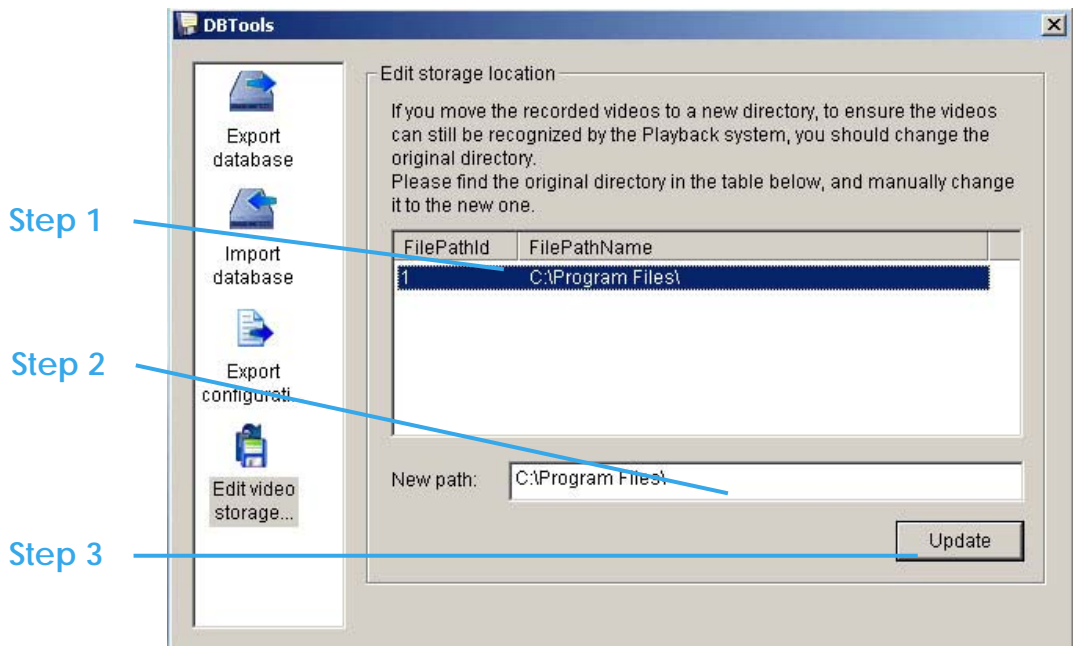 DBTools
Step 1
Step 2
Step 3
Export
database
Import
database
Export
configurati...
Edit video
storage...
Edit storage location
If you move the recorded videos to a new directory, to ensure the videos
can still be recognized by the Playback system, you should change the
original directory.
Please find the original directory in the table below, and manually change
it to the new one.
FilePathId FilePathName
1 C:\Program Files\
New path: C:\Program Files\
Update